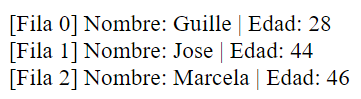 [Fila 0] Nombre: Guille | Edad: 28
[Fila 1] Nombre: Jose | Edad: 44
[Fila 2] Nombre: Marcela | Edad: 46